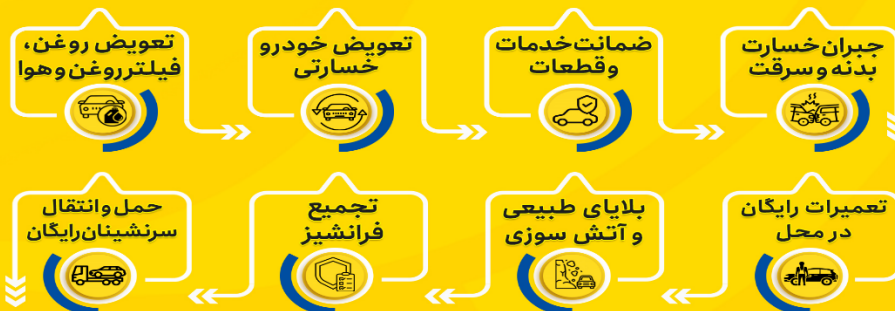 جبران خسارت
بدنه و سرقت
ضمانت خدمات
و قطعات
تعویض خودرو
خسارتی
تعویض روغن،
فیلتر روغن و هوا
تعمیرات رایگان
در محل
بلایای طبیعی
و آتش سوزی
تجمیع
فرانشیز
حمل و انتقال
سرنشینان رایگان